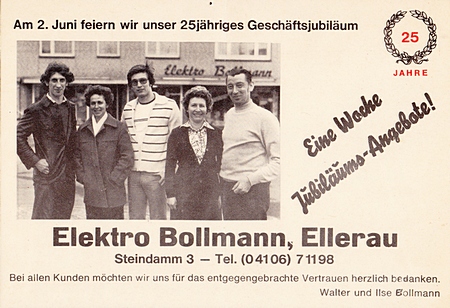 Am 2. Juni feiern wir unser 25jähriges Geschäftsjubiläum
25
JAHRE
Elektro Bollmann
Eine Woche
Jubiläums-Angebote!
Elektro Bollmann, Ellerau
Steindamm 3 — Tel. (04106) 71198
Bei allen Kunden möchten wir uns für das entgegengebrachte Vertrauen herzlich bedanken.
Walter und Ilse Bollmann